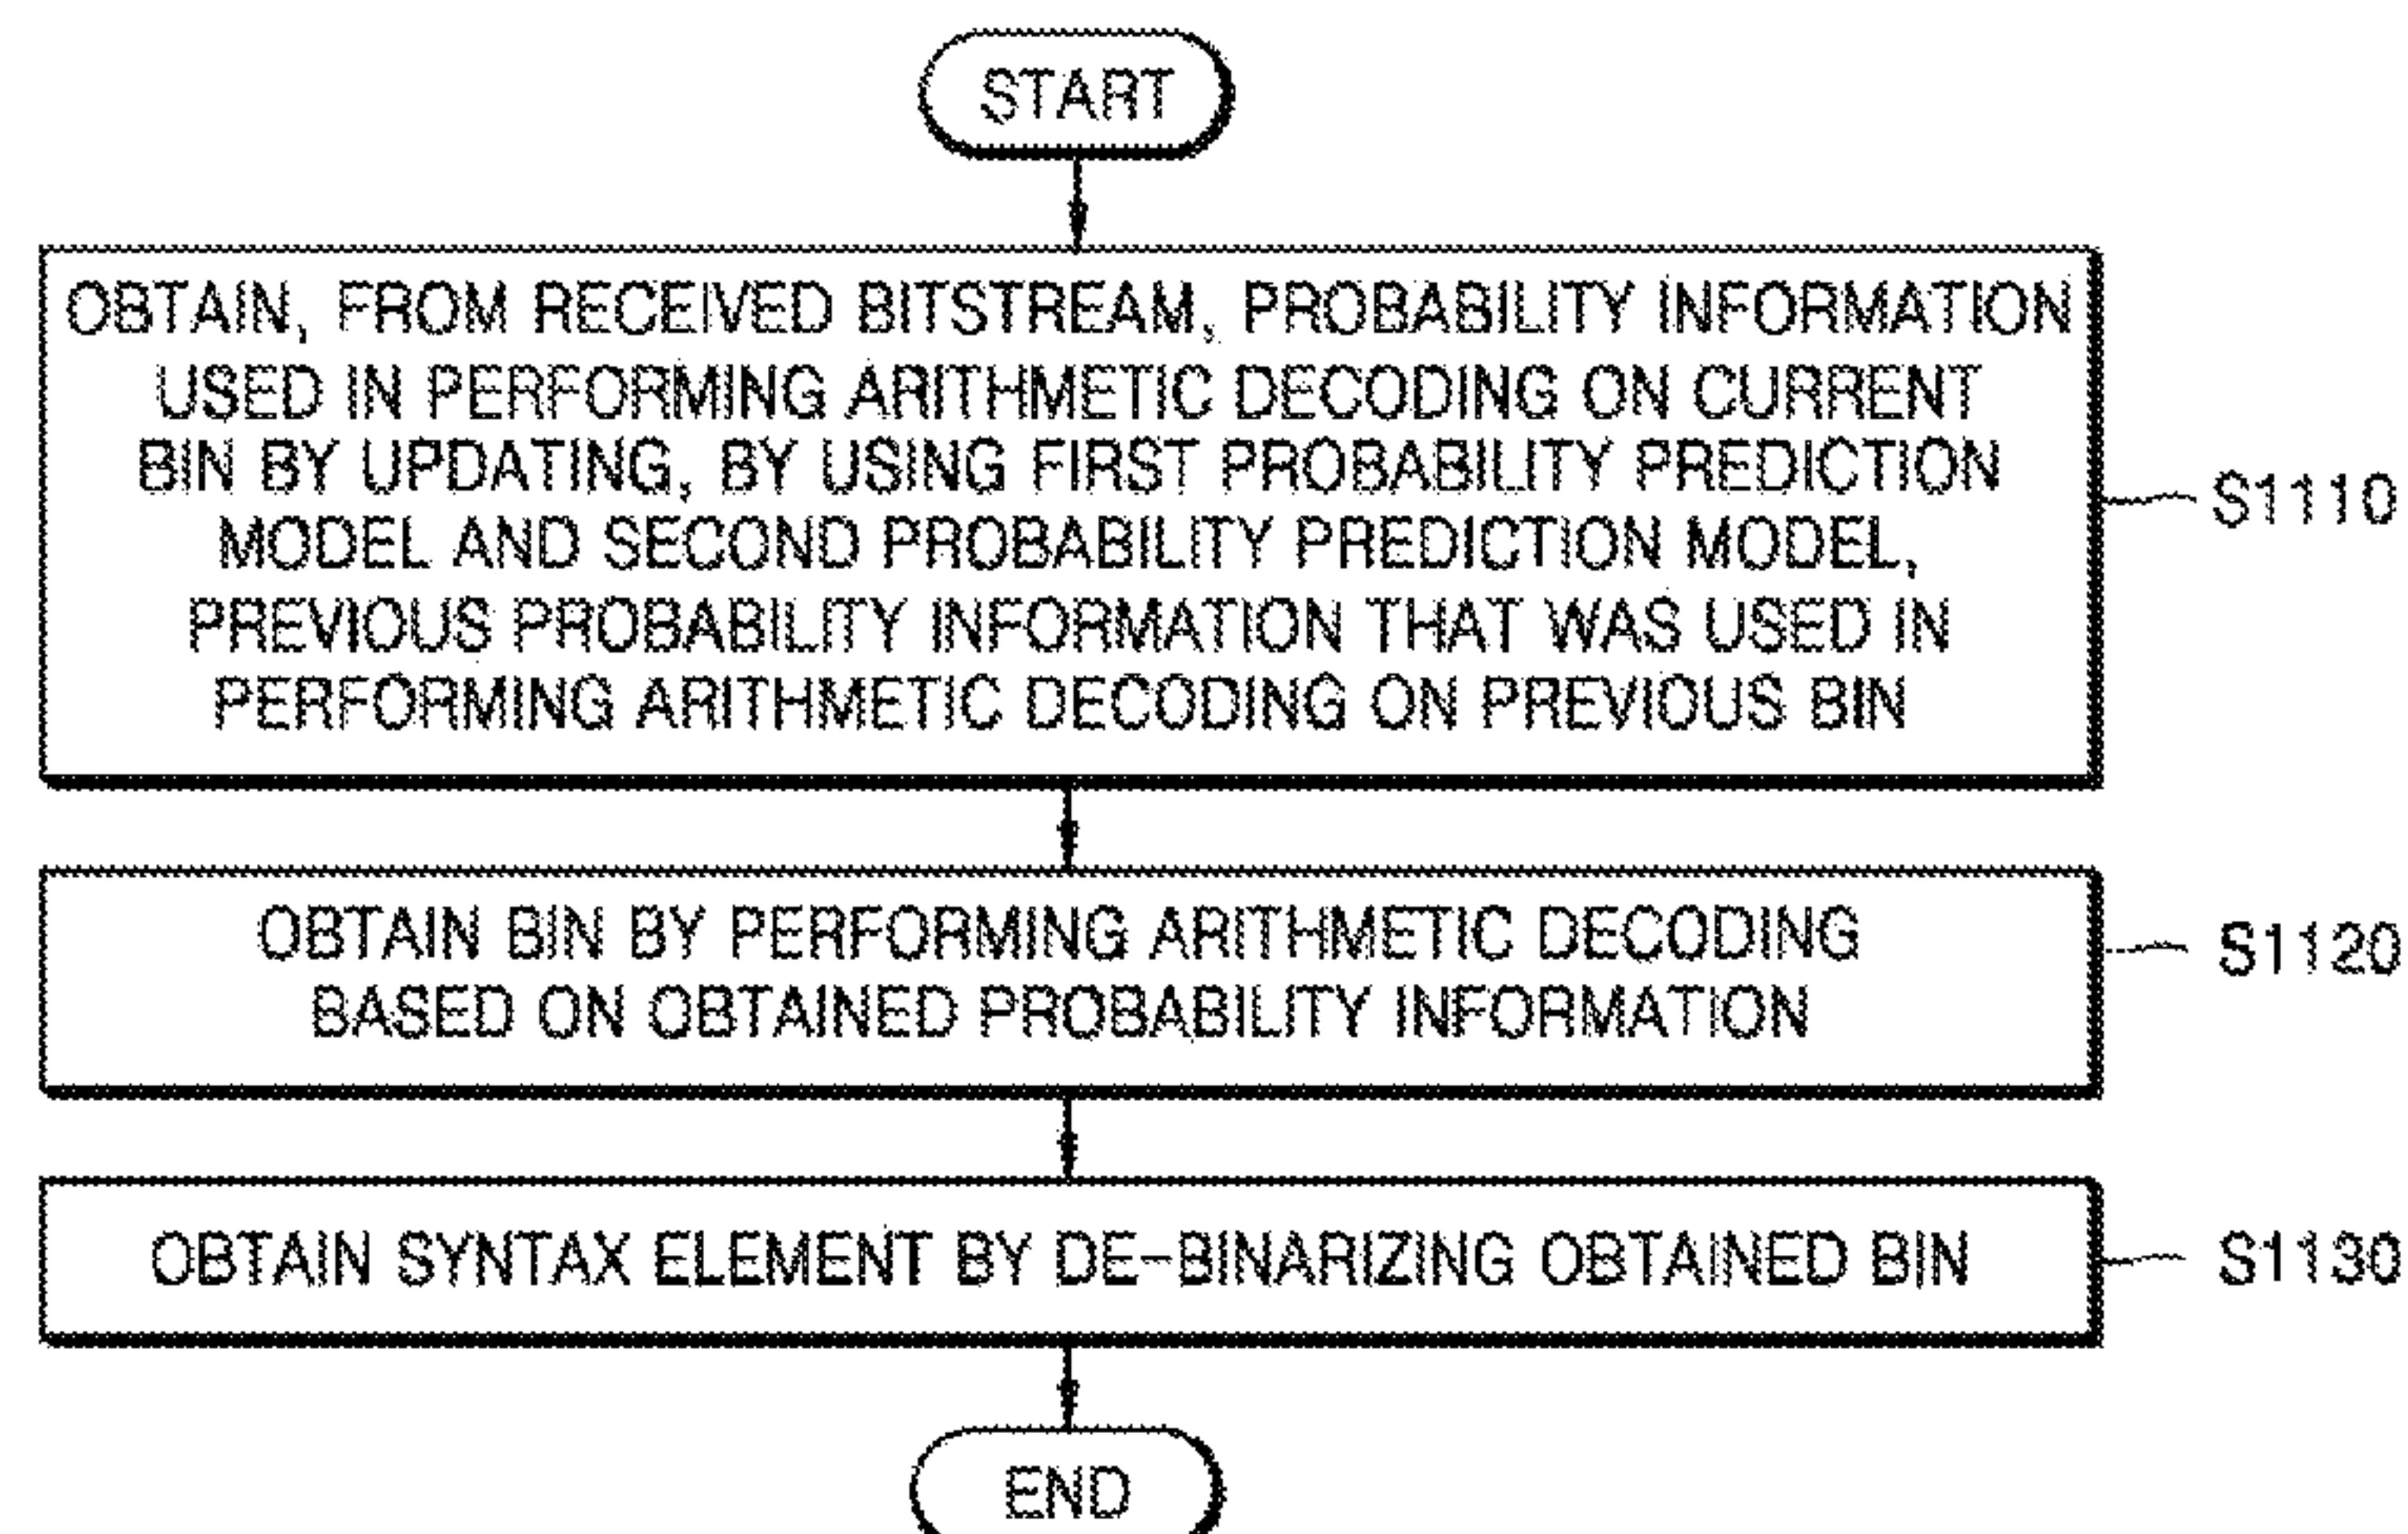 START
OBTAIN, FROM RECEIVED BITSTREAM, PROBABILITY INFORMATION
USED IN PERFORMING ARITHMETIC DECODING ON CURRENT
BIN BY UPDATING, BY USING FIRST PROBABILITY PREDICTION
MODEL AND SECOND PROBABILITY PREDICTION MODEL,
PREVIOUS PROBABILITY INFORMATION THAT WAS USED IN
PERFORMING ARITHMETIC DECODING ON PREVIOUS BIN
S1110
OBTAIN BIN BY PERFORMING ARITHMETIC DECODING
BASED ON OBTAINED PROBABILITY INFORMATION
S1120
OBTAIN SYNTAX ELEMENT BY DE-BINARIZING OBTAINED BIN
S1130
END